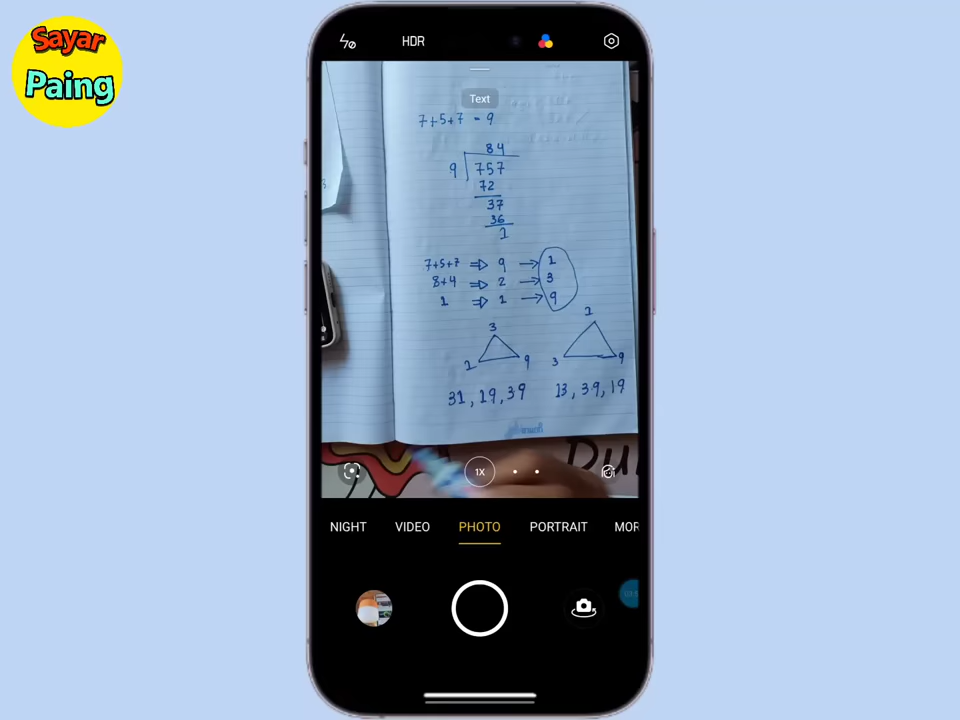 Sayar
Paing
HDR
Text
7+5+7 = 9
84
9 757
72
37
36
1
7+5+7 ⇒ 9 → 1
8+4 ⇒ 2 → 3
1 ⇒ 1 → 9
3
1 9
1
3 9
31, 19, 39
13, 39, 19
1X
NIGHT VIDEO PHOTO PORTRAIT MOR